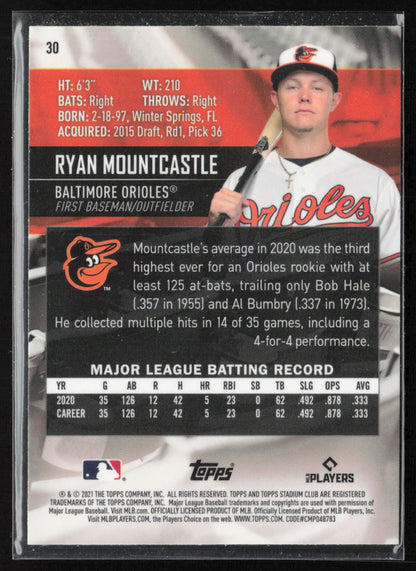 30
HT: 6'3" WT: 210
BATS: Right THROWS: Right
BORN: 2-18-97, Winter Springs, FL
ACQUIRED: 2015 Draft, Rd1, Pick 36
RYAN MOUNTCASTLE
BALTIMORE ORIOLES®
FIRST BASEMAN/OUTFIELDER
Orioles
Mountcastle's average in 2020 was the third
highest ever for an Orioles rookie with at
least 125 at-bats, trailing only Bob Hale
(.357 in 1955) and Al Bumbry (.337 in 1973).
He collected multiple hits in 14 of 35 games, including a
4-for-4 performance.
MAJOR LEAGUE BATTING RECORD
YR G AB R H HR RBI SB TB SLG OPS AVG
2020 35 126 12 42 5 23 0 62 .492 .878 .333
CAREER 35 126 12 42 5 23 0 62 .492 .878 .333
Topps
MLB PLAYERS
® & © 2021 THE TOPPS COMPANY, INC. ALL RIGHTS RESERVED. TOPPS AND TOPPS STADIUM CLUB ARE REGISTERED
TRADEMARKS OF THE TOPPS COMPANY, INC. Major League Baseball trademarks and copyrights are used with permission of
Major League Baseball. Visit MLB.com. OFFICIALLY LICENSED PRODUCT OF MLB. Officially Licensed Product of MLB Players, Inc.
Visit MLBPLAYERS.com, the Players Choice on the web. WWW.TOPPS.COM. CODE#CMP048783